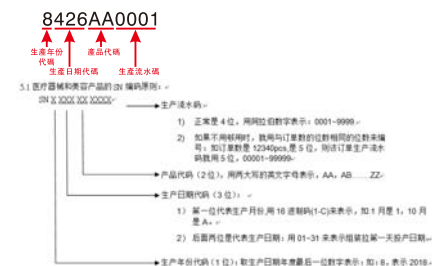 8426AA0001
生產年份
代碼
產品代碼
生產日期代碼
生產流水碼
3.1 医疗器械和美容产品的 SN 编码原则：
SN X XXX XX XXXX
生产流水码
1) 正常是 4 位，用阿拉伯数字表示：0001~9999
2) 如果不用够用时，就用与订单数的位数相同的位数来编
号；如订单数是 12340pcs,是 5 位，则该订单生产流水
码就用 5 位，00001~99999
产品代码（2 位），用两大写的英文字母表示，AA，AB……ZZ
生产日期代码（3 位）：
1) 第一位代表生产月份,用 16 进制码(1-C)来表示，如 1 月是 1，10 月
是 A。
2) 后面两位是代表生产日期：用 01~31 来表示组装拉第一天投产日期
生产年份代码（1 位）：取生产日期年度最后一位数字表示：如：8，表示 2018